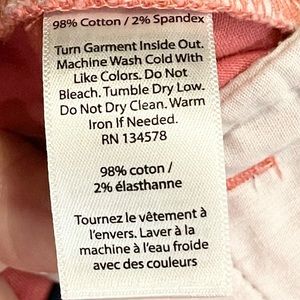 98% Cotton / 2% Spandex
Turn Garment Inside Out.
Machine Wash Cold With
Like Colors. Do Not
Bleach. Tumble Dry Low.
Do Not Dry Clean. Warm
Iron If Needed.
RN 134578
98% coton /
2% élasthanne
Tournez le vêtement à
l'envers. Laver à la
machine à l'eau froide
avec des couleurs